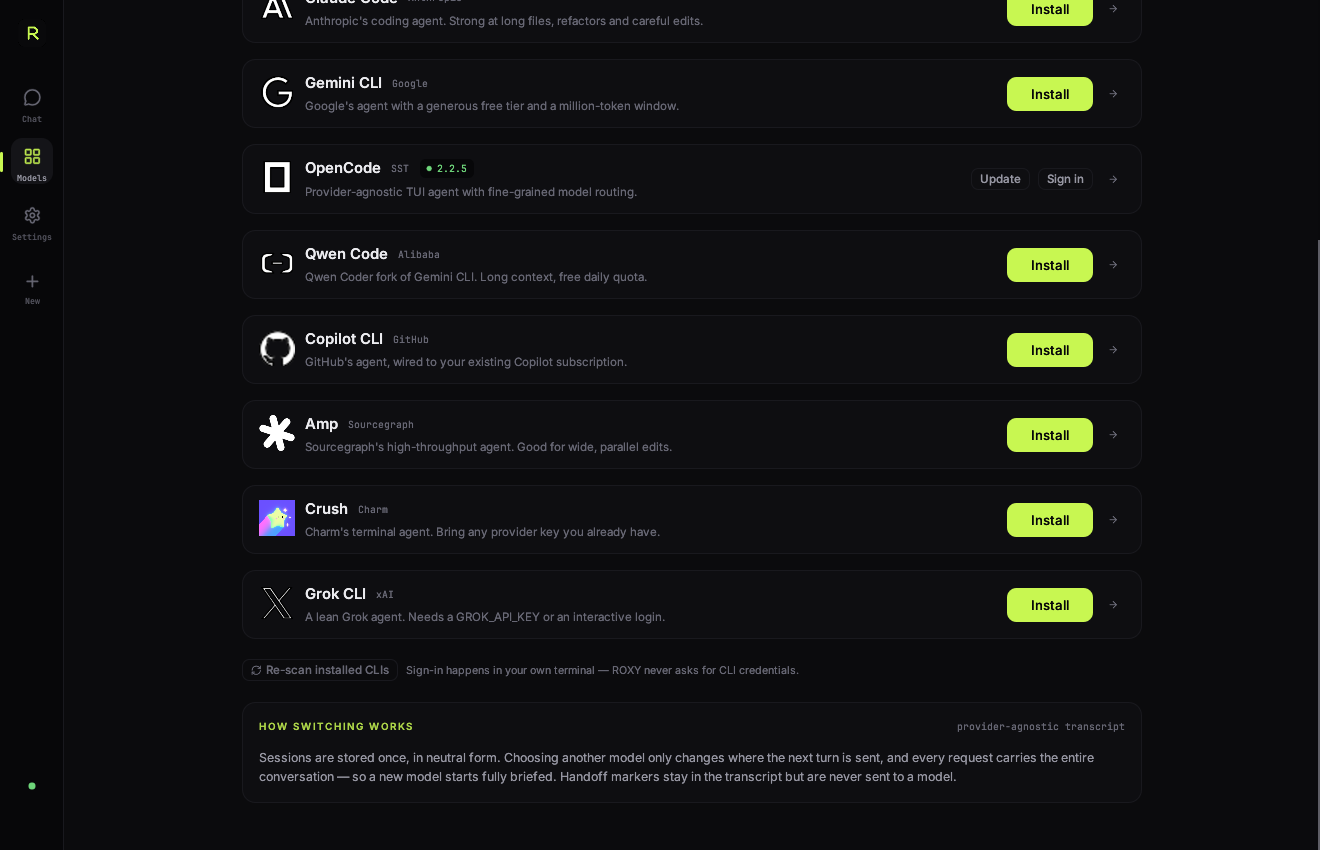 R
Claude Code Anthropic
Anthropic's coding agent. Strong at long files, refactors and careful edits.
Install
Chat
Gemini CLI Google
Google's agent with a generous free tier and a million-token window.
Install
Models
OpenCode SST 2.2.5
Provider-agnostic TUI agent with fine-grained model routing.
Update Sign in
Settings
Qwen Code Alibaba
Qwen Coder fork of Gemini CLI. Long context, free daily quota.
Install
New
Copilot CLI GitHub
GitHub's agent, wired to your existing Copilot subscription.
Install
Amp Sourcegraph
Sourcegraph's high-throughput agent. Good for wide, parallel edits.
Install
Crush Charm
Charm's terminal agent. Bring any provider key you already have.
Install
Grok CLI xAI
A lean Grok agent. Needs a GROK_API_KEY or an interactive login.
Install
Re-scan installed CLIs Sign-in happens in your own terminal — ROXY never asks for CLI credentials.
HOW SWITCHING WORKS provider-agnostic transcript
Sessions are stored once, in neutral form. Choosing another model only changes where the next turn is sent, and every request carries the entire
conversation — so a new model starts fully briefed. Handoff markers stay in the transcript but are never sent to a model.